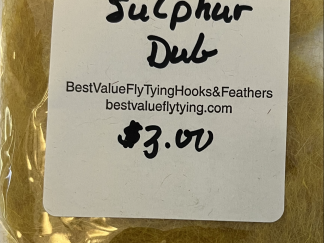 Sulphur
Dub
BestValueFlyTyingHooks&Feathers
bestvalueflytying.com
$3.00